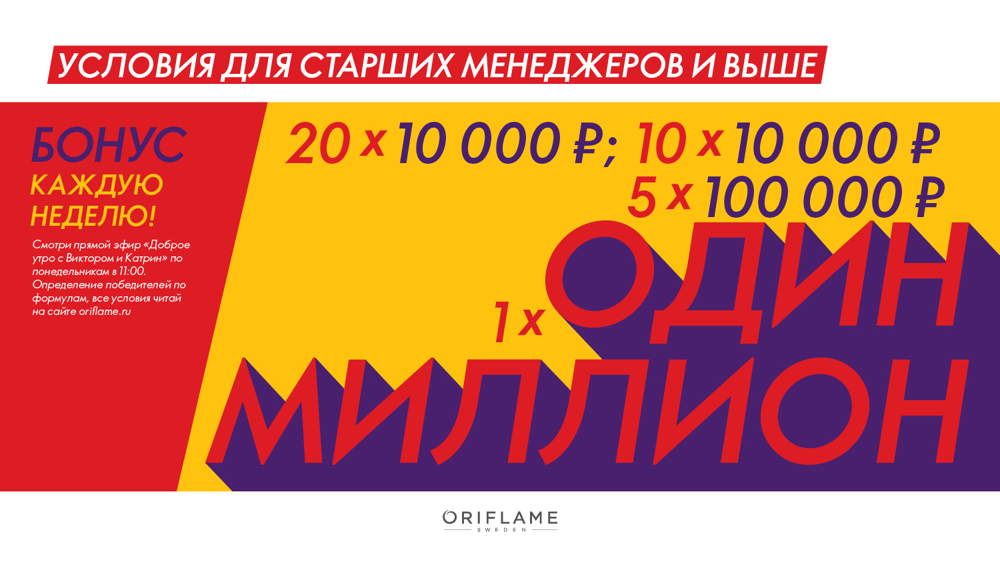 УСЛОВИЯ ДЛЯ СТАРШИХ МЕНЕДЖЕРОВ И ВЫШЕ
БОНУС
КАЖДУЮ
НЕДЕЛЮ!
Смотри прямой эфир «Доброе
утро с Виктором и Катрин» по
понедельникам в 11:00.
Определение победителей по
формулам, все условия читай
на сайте oriflame.ru
20 x 10 000 ₽; 10 x 10 000 ₽
5 x 100 000 ₽
1 x ОДИН
МИЛЛИОН
ORIFLAME
SWEDEN